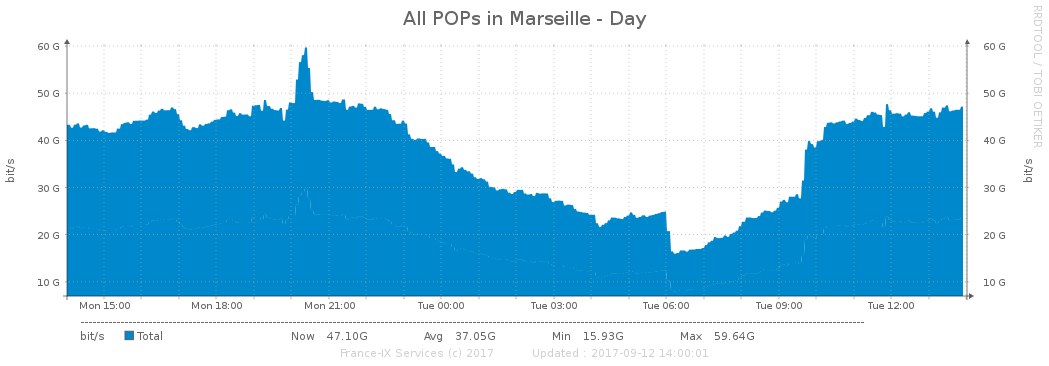 All POPs in Marseille - Day
RRDTOOL / TOBI OETIKER
bit/s
60 G 60 G
50 G 50 G
40 G 40 G
30 G 30 G
20 G 20 G
10 G 10 G
bit/s
Mon 15:00 Mon 18:00 Mon 21:00 Tue 00:00 Tue 03:00 Tue 06:00 Tue 09:00 Tue 12:00
bit/s Total Now 47.10G Avg 37.05G Min 15.93G Max 59.64G
France-IX Services (c) 2017 Updated : 2017-09-12 14:00:01